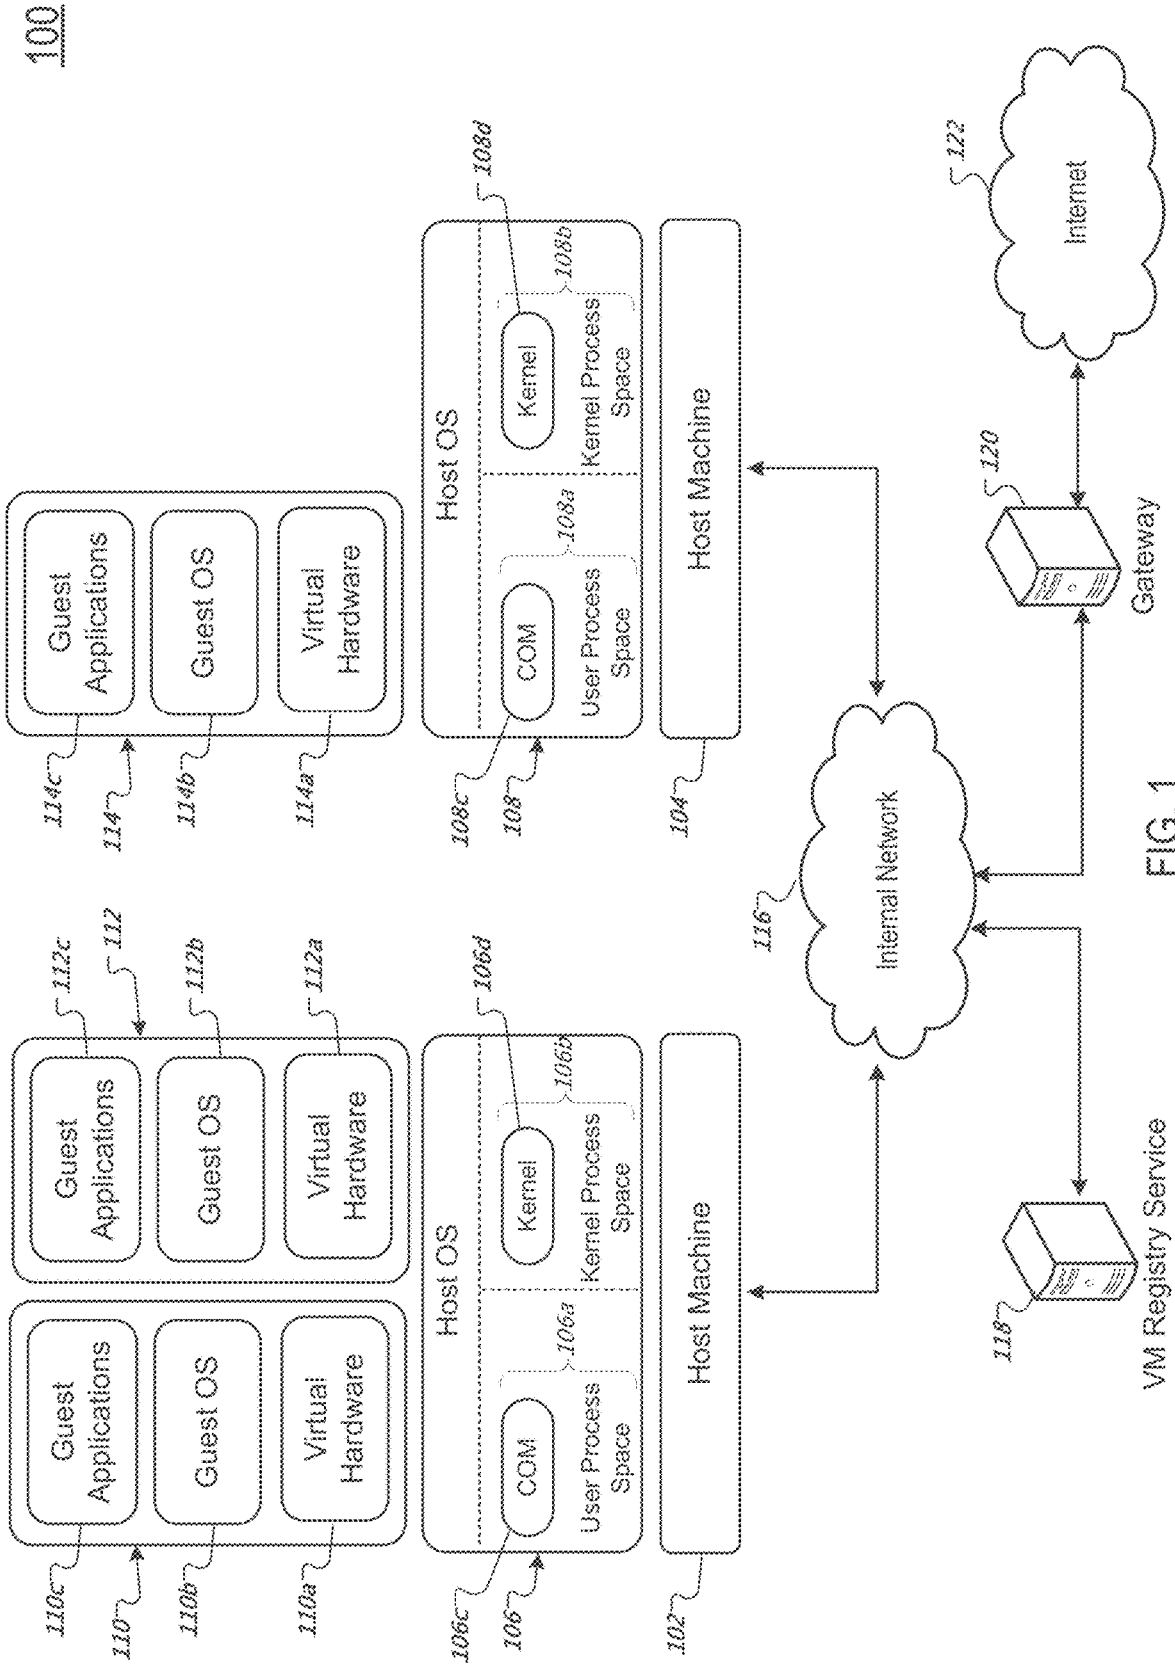 100
110c
Guest
Applications
110
110b
Guest OS
110a
Virtual
Hardware
112c
Guest
Applications
112
112b
Guest OS
112a
Virtual
Hardware
114c
Guest
Applications
114
114b
Guest OS
114a
Virtual
Hardware
Host OS
106c
COM
106
106a
User Process
Space
106d
Kernel
106b
Kernel Process
Space
Host OS
108c
COM
108
108a
User Process
Space
108d
Kernel
108b
Kernel Process
Space
102
Host Machine
104
Host Machine
116
Internal Network
118
VM Registry Service
120
Gateway
122
Internet
FIG. 1